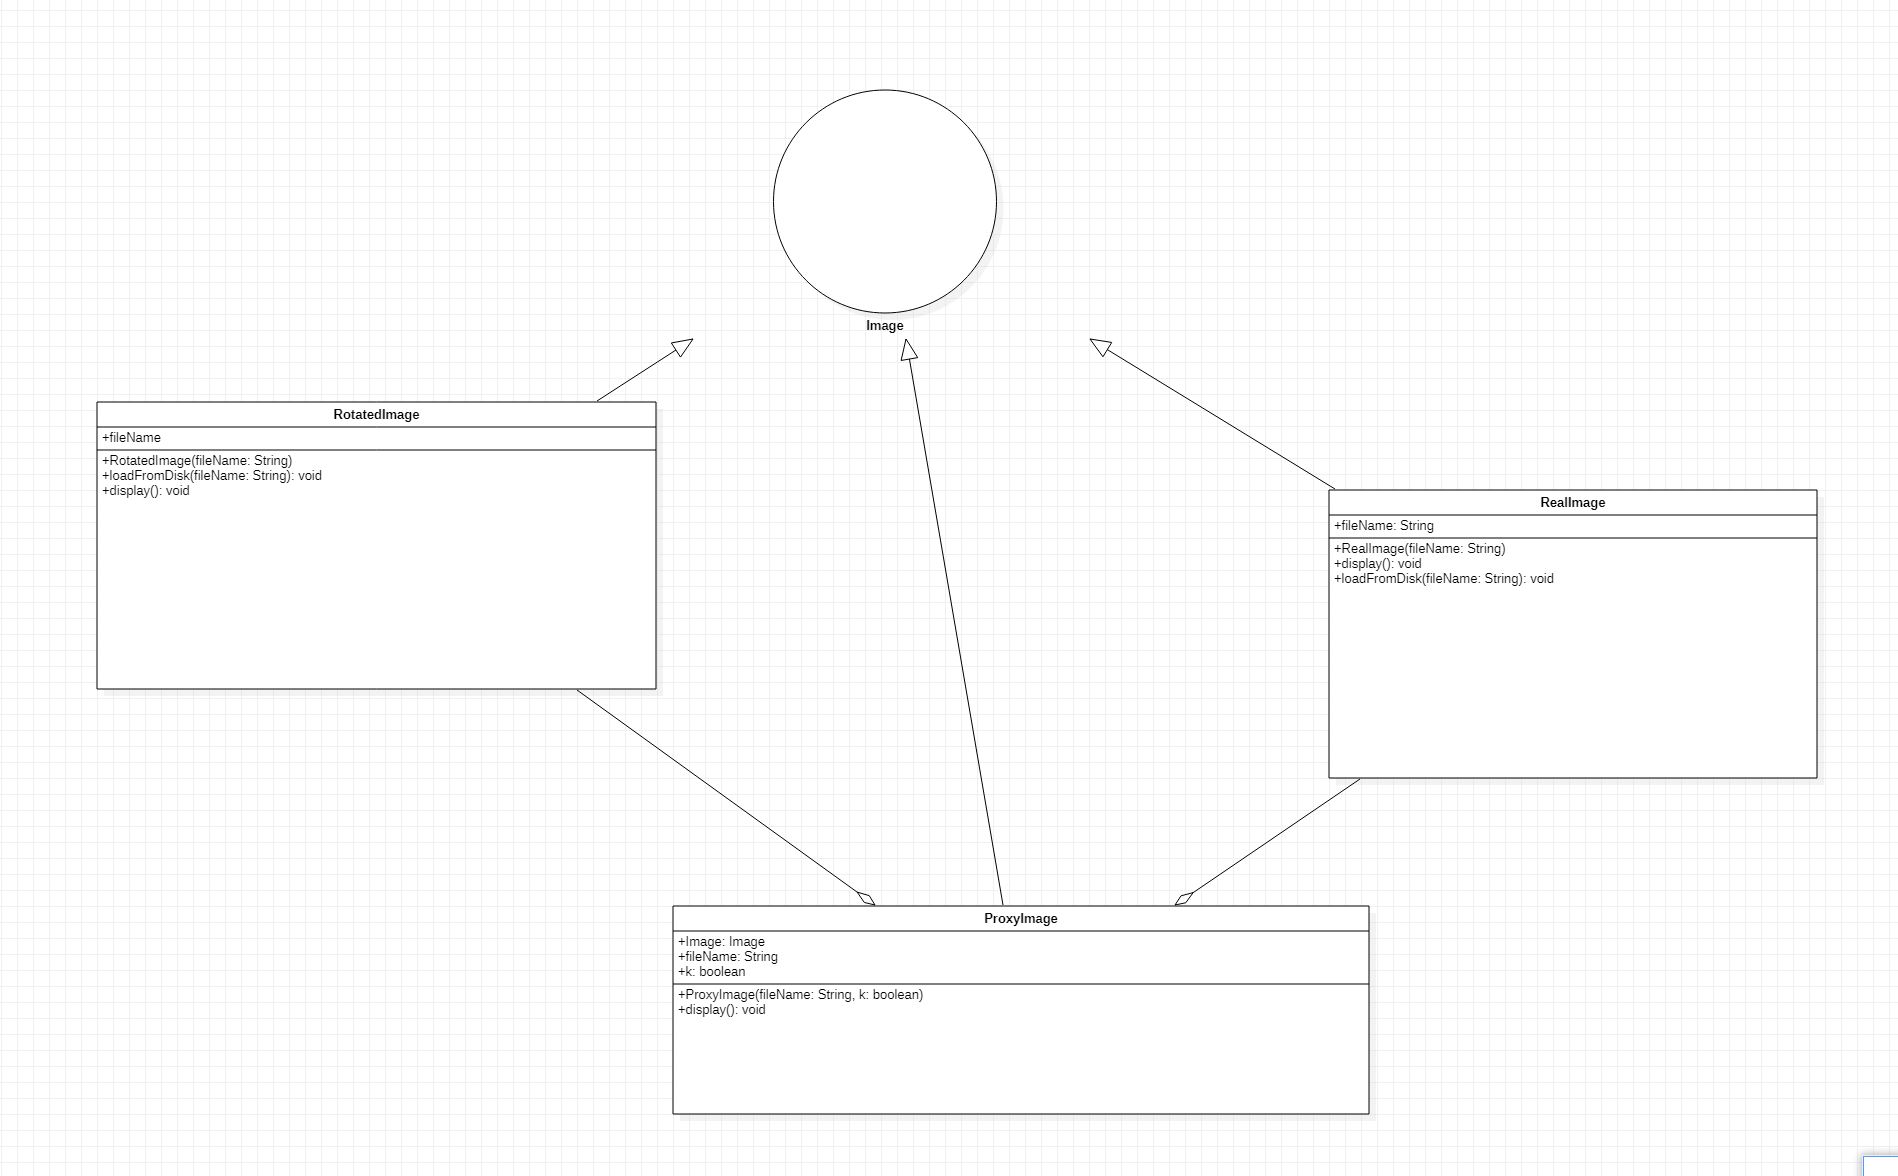 Image
RotatedImage
+fileName
+RotatedImage(fileName: String)
+loadFromDisk(fileName: String): void
+display(): void
RealImage
+fileName: String
+RealImage(fileName: String)
+display(): void
+loadFromDisk(fileName: String): void
ProxyImage
+Image: Image
+fileName: String
+k: boolean
+ProxyImage(fileName: String, k: boolean)
+display(): void